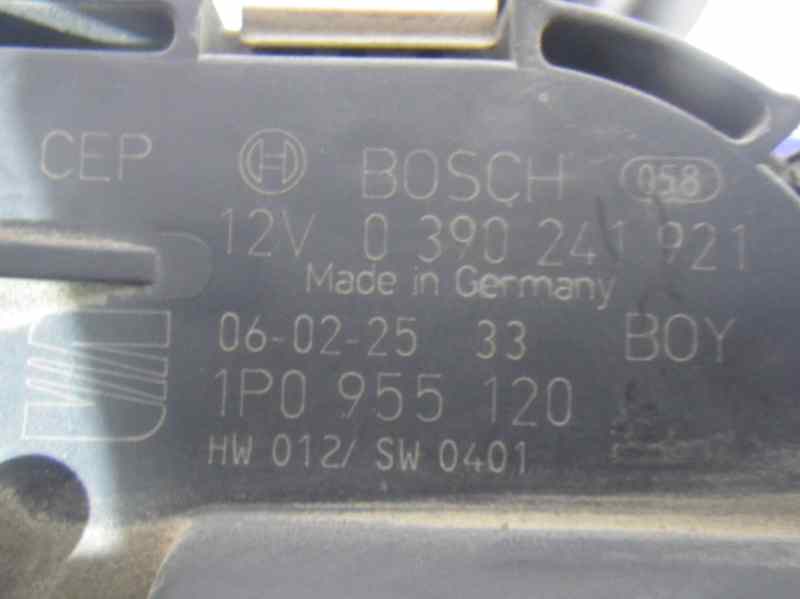 CEP BOSCH 058
12V 0 390 241 921
Made in Germany
06-02-25 33 BOY
1P0 955 120
HW 012/ SW 0401